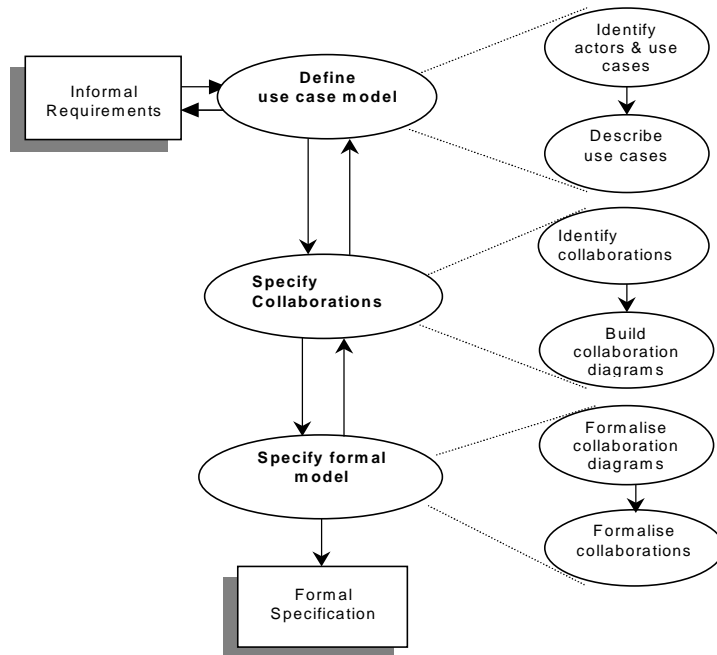 Informal
Requirements
Define
use case model
Identify
actors & use
cases
Describe
use cases
Specify
Collaborations
Identify
collaborations
Build
collaboration
diagrams
Specify formal
model
Formalise
collaboration
diagrams
Formalise
collaborations
Formal
Specification